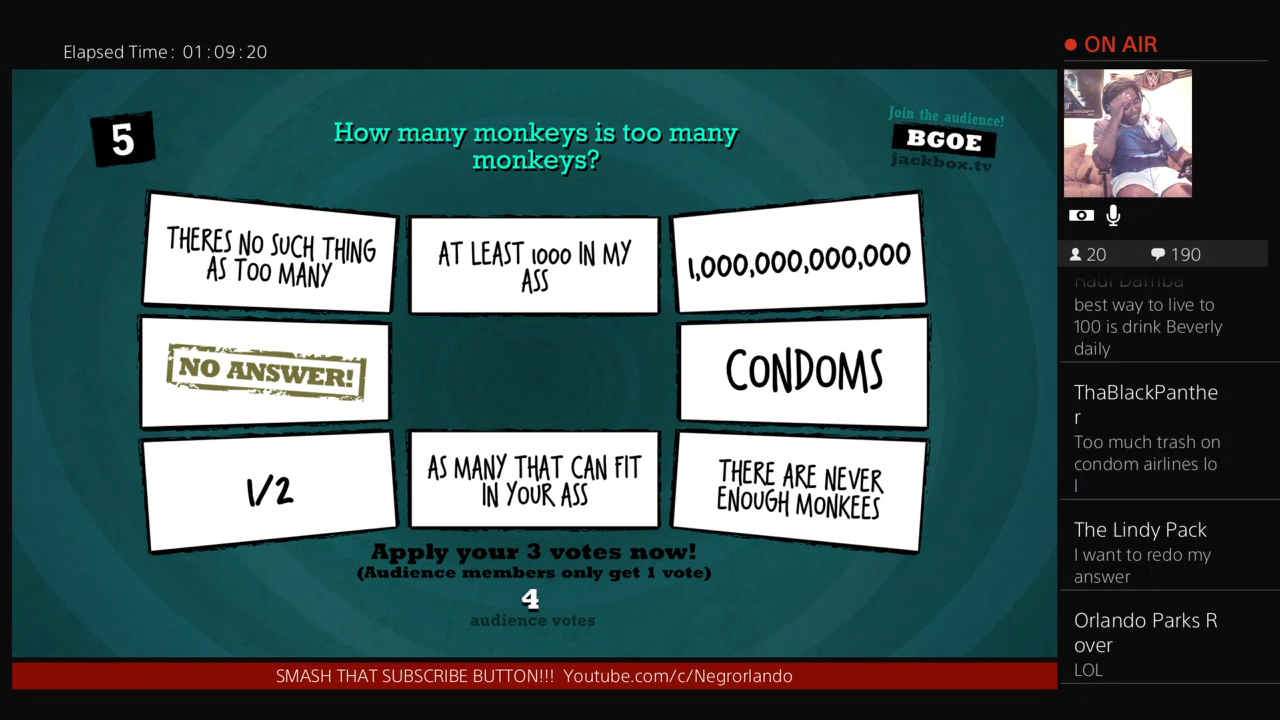 Elapsed Time: 01:09:20
ON AIR
5
How many monkeys is too many
monkeys?
Join the audience!
BGOE
jackbox.tv
THERES NO SUCH THING
AS TOO MANY
AT LEAST 1000 IN MY
ASS
1,000,000,000,000
NO ANSWER!
CONDOMS
1/2
AS MANY THAT CAN FIT
IN YOUR ASS
THERE ARE NEVER
ENOUGH MONKEES
Apply your 3 votes now!
(Audience members only get 1 vote)
4
audience votes
SMASH THAT SUBSCRIBE BUTTON!!! Youtube.com/c/Negrorlando
20
190
Raul Damba
best way to live to
100 is drink Beverly
daily
ThaBlackPanthe
r
Too much trash on
condom airlines lo
l
The Lindy Pack
I want to redo my
answer
Orlando Parks R
over
LOL